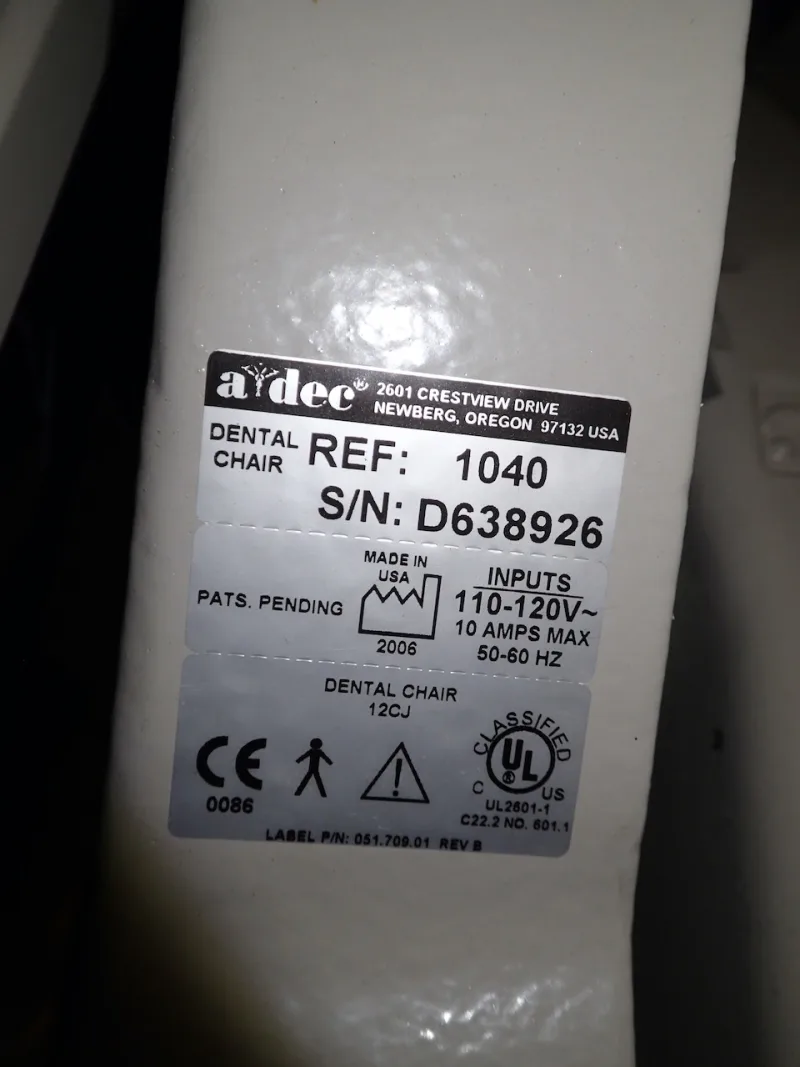 a dec® 2601 CRESTVIEW DRIVE
NEWBERG, OREGON 97132 USA
DENTAL CHAIR REF: 1040
S/N: D638926
PATS. PENDING
MADE IN
USA
2006
INPUTS
110-120V~
10 AMPS MAX
50-60 HZ
DENTAL CHAIR
12CJ
CE
0086
CLASSIFIED
UL®
C US
UL2601-1
C22.2 NO. 601.1
LABEL P/N: 051.709.01 REV B